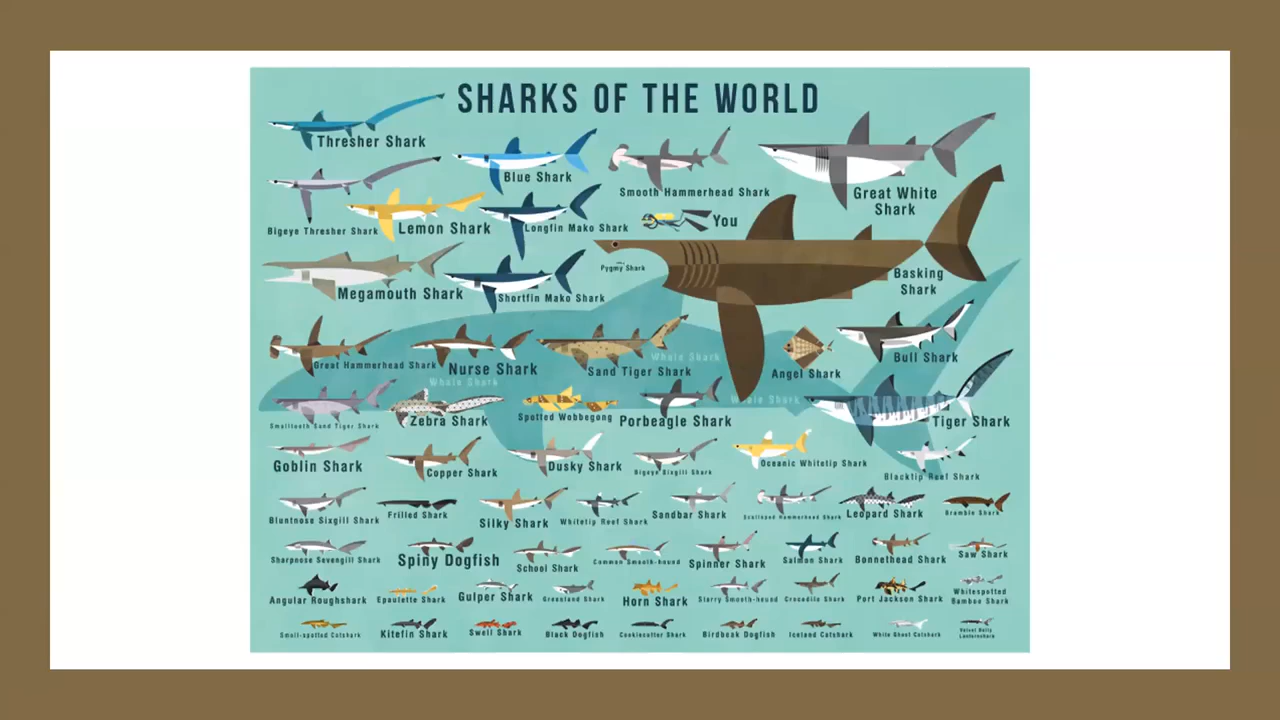 SHARKS OF THE WORLD
Thresher Shark
Blue Shark
Smooth Hammerhead Shark
Great White
Shark
Bigeye Thresher Shark
Lemon Shark
Longfin Mako Shark
You
Pygmy Shark
Basking
Shark
Megamouth Shark
Shortfin Mako Shark
Great Hammerhead Shark
Nurse Shark
Sand Tiger Shark
Whale Shark
Angel Shark
Bull Shark
Whale Shark
Whale Shark
Smalltooth Sand Tiger Shark
Zebra Shark
Spotted Wobbegong
Porbeagle Shark
Tiger Shark
Goblin Shark
Copper Shark
Dusky Shark
Bigeye Sixgill Shark
Oceanic Whitetip Shark
Blacktip Reef Shark
Bluntnose Sixgill Shark
Frilled Shark
Silky Shark
Whitetip Reef Shark
Sandbar Shark
Scalloped Hammerhead Shark
Leopard Shark
Bramble Shark
Sharpnose Sevengill Shark
Spiny Dogfish
School Shark
Common Smooth-hound
Spinner Shark
Salmon Shark
Bonnethead Shark
Saw Shark
Angular Roughshark
Epaulette Shark
Gulper Shark
Greenland Shark
Horn Shark
Starry Smooth-hound
Crocodile Shark
Port Jackson Shark
Whitespotted
Bamboo Shark
Small-spotted Catshark
Kitefin Shark
Swell Shark
Black Dogfish
Cookiecutter Shark
Birdbeak Dogfish
Iceland Catshark
White Ghost Catshark
Velvet Belly
Lanternshark